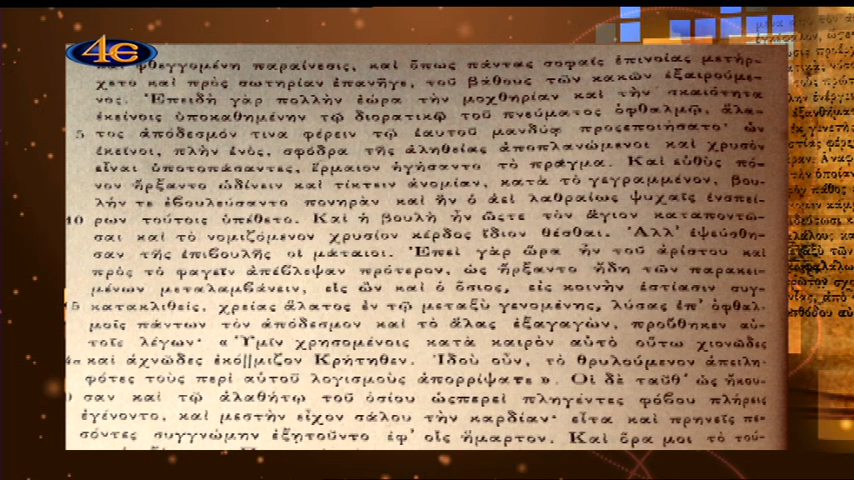 4ε
καὶ φθεγγομένη παραίνεσις, καὶ ὅπως πάντας σοφαῖς ἐπινοίας μετήρ-
χετο καὶ πρὸς σωτηρίαν ἐπανῆγε, τοῦ βάθους τῶν κακῶν ἐξαιρούμε-
νος. Ἐπειδὴ γὰρ πολλὴν ἑώρα τὴν μοχθηρίαν καὶ τὴν σκαιότητα
ἐκείνοις ὑποκαθημένην τῷ διορατικῷ τοῦ πνεύματος ὀφθαλμῷ, ἅλα-
5 τος ἀπόδεσμόν τινα φέρειν τῷ ἑαυτοῦ μανδύᾳ προσεποιήσατο· ὧν
ἐκεῖνοι, πλὴν ἑνός, σφόδρα τῆς ἀληθείας ἀποπλανώμενοι καὶ χρυσὸν
εἶναι ὑποτοπάσαντες, ἕρμαιον ἡγήσαντο τὸ πρᾶγμα. Καὶ εὐθὺς πό-
νον ἤρξαντο ὠδίνειν καὶ τίκτειν ἀνομίαν, κατὰ τὸ γεγραμμένον, βου-
λήν τε ἐβουλεύσαντο πονηρὰν καὶ ἣν ὁ ἀεὶ λαθραίως ψυχαῖς ἐνσπεί-
10 ρων τούτοις ὑπέθετο. Καὶ ἡ βουλὴ ἦν ὥστε τὸν ἅγιον καταποντῶ-
σαι καὶ τὸ νομιζόμενον χρυσίον κέρδος ἴδιον θέσθαι. Ἀλλ' ἐψεύσθη-
σαν τῆς ἐπιβουλῆς οἱ μάταιοι. Ἐπεὶ γὰρ ὥρα ἦν τοῦ ἀρίστου καὶ
πρὸς τὸ φαγεῖν ἀπέβλεψαν πρότερον, ὡς ἤρξαντο ἤδη τῶν παρακει-
μένων μεταλαμβάνειν, εἷς ὢν καὶ ὁ ὅσιος, εἰς κοινὴν ἑστίασιν συγ-
15 κατακλιθείς, χρείας ἅλατος ἐν τῷ μεταξὺ γενομένης, λύσας ἐπ' ὀφθαλ-
μοῖς πάντων τὸν ἀπόδεσμον καὶ τὸ ἅλας ἐξαγαγών, προὔθηκεν αὐ-
τοῖς λέγων· «Ὑμῖν χρησομένοις κατὰ καιρὸν αὐτὸ οὕτω χιονῶδες
καὶ ἀχνῶδες ἐκό||μιζον Κρήτηθεν. Ἰδοὺ οὖν, τὸ θρυλούμενον ἀπειλη-
φότες τοὺς περὶ αὐτοῦ λογισμοὺς ἀπορρίψατε». Οἱ δὲ ταῦθ' ὡς ἤκου-
σαν καὶ τῷ ἀλαθήτῳ τοῦ ὁσίου ὡσπερεὶ πληγέντες φόβου πλήρεις
ἐγένοντο, καὶ μεστὴν εἶχον σάλου τὴν καρδίαν· εἶτα καὶ πρηνεῖς πε-
σόντες συγγνώμην ἐξῃτοῦντο ἐφ' οἷς ἥμαρτον. Καὶ ὅρα μοι τὸ τού-